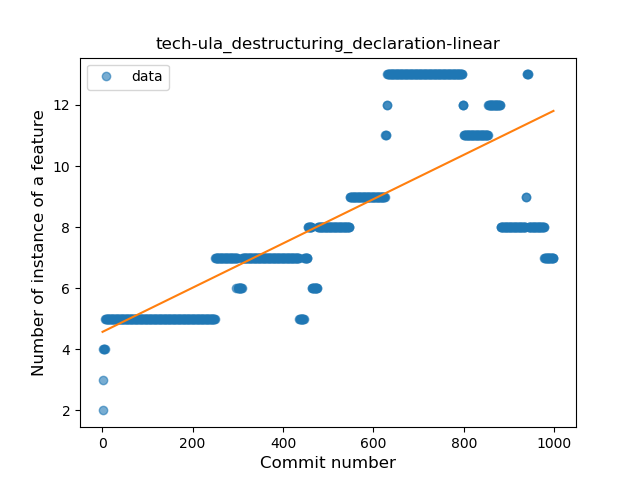 tech-ula_destructuring_declaration-linear
data
Number of instance of a feature
12
10
8
6
4
2
0 200 400 600 800 1000
Commit number